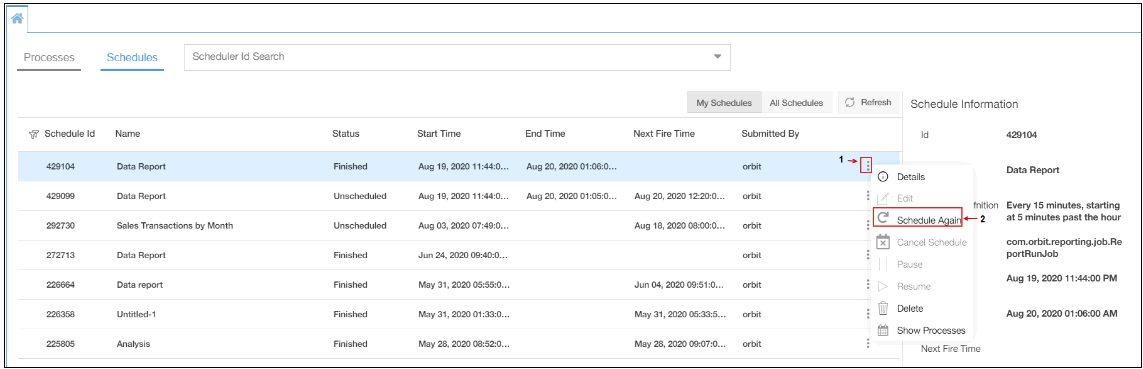 Processes
Schedules
Scheduler Id Search
My Schedules
All Schedules
Refresh
Schedule Id Name Status Start Time End Time Next Fire Time Submitted By
429104 Data Report Finished Aug 19, 2020 11:44:0... Aug 20, 2020 01:06:0... orbit
429099 Data Report Unscheduled Aug 19, 2020 11:44:0... Aug 20, 2020 01:05:0... Aug 20, 2020 12:20:0... orbit
292730 Sales Transactions by Month Unscheduled Aug 03, 2020 07:49:0... Aug 18, 2020 08:00:0... orbit
272713 Data Report Finished Jun 24, 2020 09:40:0... orbit
226664 Data report Finished May 31, 2020 05:55:0... Jun 04, 2020 09:51:0... orbit
226358 Untitled-1 Finished May 31, 2020 01:33:0... May 31, 2020 05:33:5... orbit
225805 Analysis Finished May 28, 2020 08:52:0... May 28, 2020 09:07:0... orbit
1
Details
Edit
Schedule Again
2
Cancel Schedule
Pause
Resume
Delete
Show Processes
Schedule Information
Id 429104
Data Report
finition Every 15 minutes, starting
at 5 minutes past the hour
com.orbit.reporting.job.Re
portRunJob
Aug 19, 2020 11:44:00 PM
Aug 20, 2020 01:06:00 AM
Next Fire Time